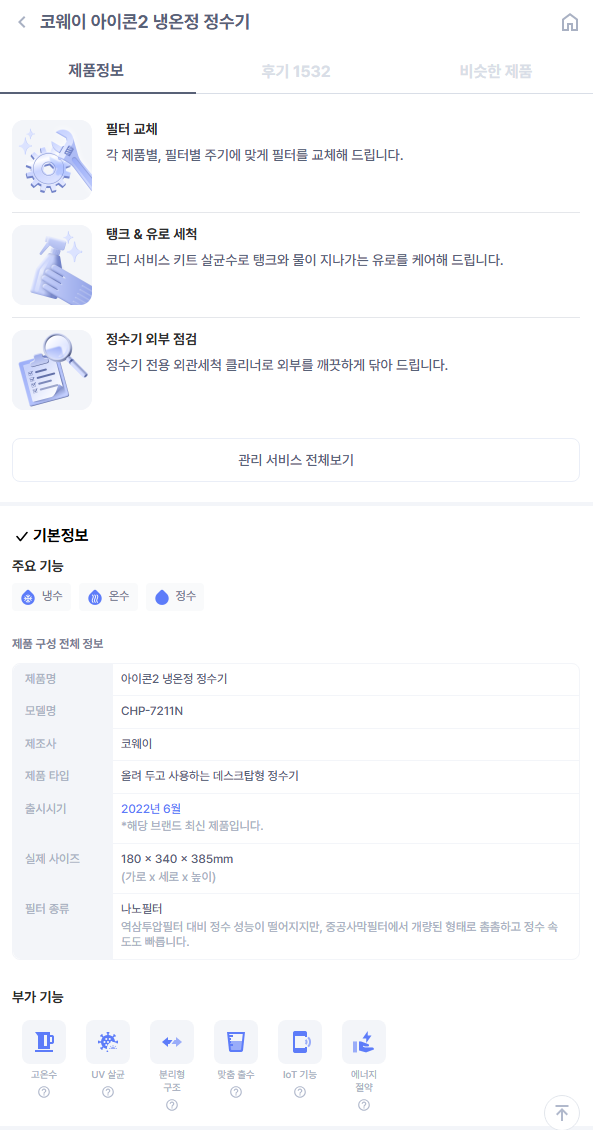 코웨이 아이콘2 냉온정 정수기
제품정보
후기 1532
비슷한 제품
필터 교체
각 제품별, 필터별 주기에 맞게 필터를 교체해 드립니다.
탱크 & 유로 세척
코디 서비스 키트 살균수로 탱크와 물이 지나가는 유로를 케어해 드립니다.
정수기 외부 점검
정수기 전용 외관세척 클리너로 외부를 깨끗하게 닦아 드립니다.
관리 서비스 전체보기
기본정보
주요 기능
냉수
온수
정수
제품 구성 전체 정보
제품명
아이콘2 냉온정 정수기
모델명
CHP-7211N
제조사
코웨이
제품 타입
올려 두고 사용하는 데스크탑형 정수기
출시시기
2022년 6월
*해당 브랜드 최신 제품입니다.
실제 사이즈
180 × 340 × 385mm
(가로 x 세로 x 높이)
필터 종류
나노필터
역삼투압필터 대비 정수 성능이 떨어지지만, 중공사막필터에서 개량된 형태로 촘촘하고 정수 속
도도 빠릅니다.
부가 기능
고온수
UV 살균
분리형
구조
맞춤 출수
IoT 기능
에너지
절약